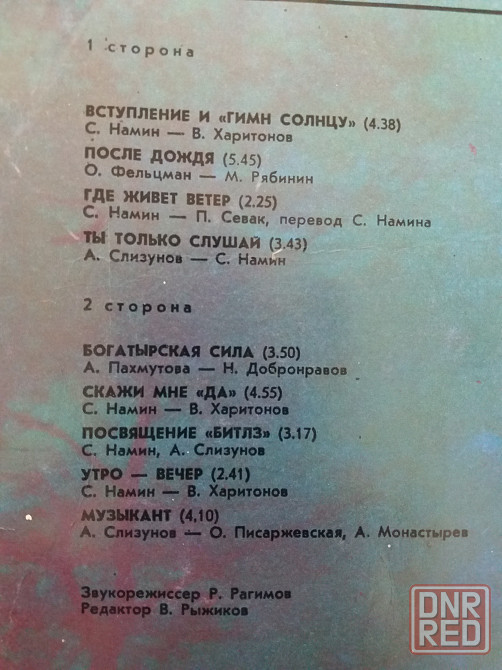 1 сторона
ВСТУПЛЕНИЕ И «ГИМН СОЛНЦУ» (4.38)
С. Намин — В. Харитонов
ПОСЛЕ ДОЖДЯ (5.45)
О. Фельцман — М. Рябинин
ГДЕ ЖИВЕТ ВЕТЕР (2.25)
С. Намин — П. Севак, перевод С. Намина
ТЫ ТОЛЬКО СЛУШАЙ (3.43)
А. Слизунов — С. Намин
2 сторона
БОГАТЫРСКАЯ СИЛА (3.50)
А. Пахмутова — Н. Добронравов
СКАЖИ МНЕ «ДА» (4.55)
С. Намин — В. Харитонов
ПОСВЯЩЕНИЕ «БИТЛЗ» (3.17)
С. Намин, А. Слизунов
УТРО — ВЕЧЕР (2.41)
С. Намин — В. Харитонов
МУЗЫКАНТ (4.10)
А. Слизунов — О. Писаржевская, А. Монастырев
Звукорежиссер Р. Рагимов
Редактор В. Рыжиков
DNR
RED